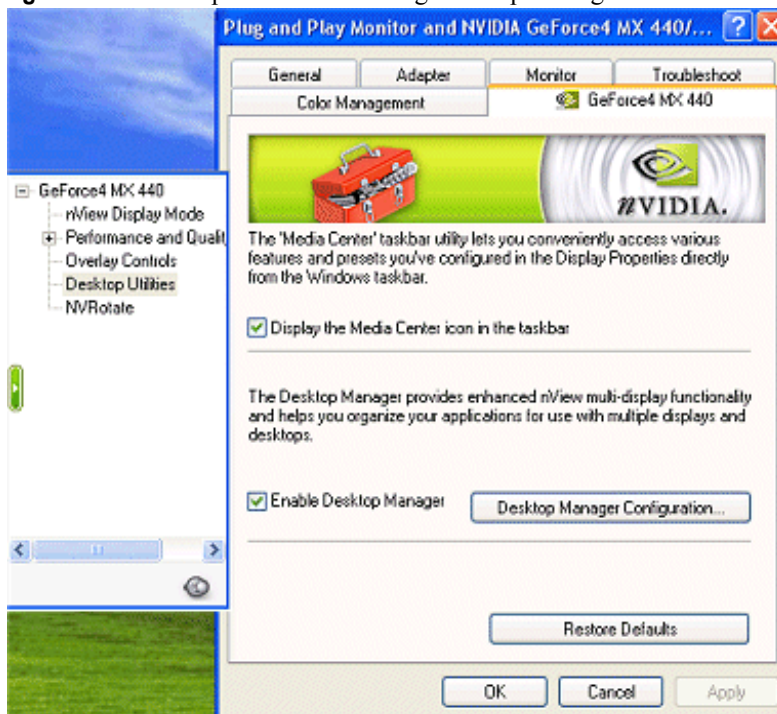 Plug and Play Monitor and NVIDIA GeForce4 MX 440/... ?
General Adapter Monitor Troubleshoot
Color Management GeForce4 MX 440
GeForce4 MX 440
nView Display Mode
Performance and Qualit
Overlay Controls
Desktop Utilities
NVRotate
nVIDIA.
The 'Media Center' taskbar utility lets you conveniently access various
features and presets you've configured in the Display Properties directly
from the Windows taskbar.
Display the Media Center icon in the taskbar
The Desktop Manager provides enhanced nView multi-display functionality
and helps you organize your applications for use with multiple displays and
desktops.
Enable Desktop Manager Desktop Manager Configuration...
Restore Defaults
OK Cancel Apply